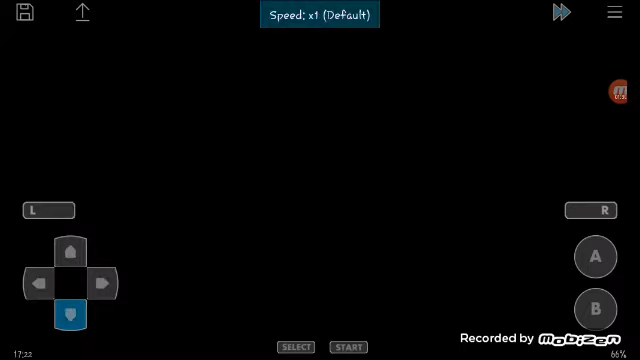 Speed: x1 (Default)
L
R
A
B
SELECT
START
Recorded by MOBIZEN
17:22
66%